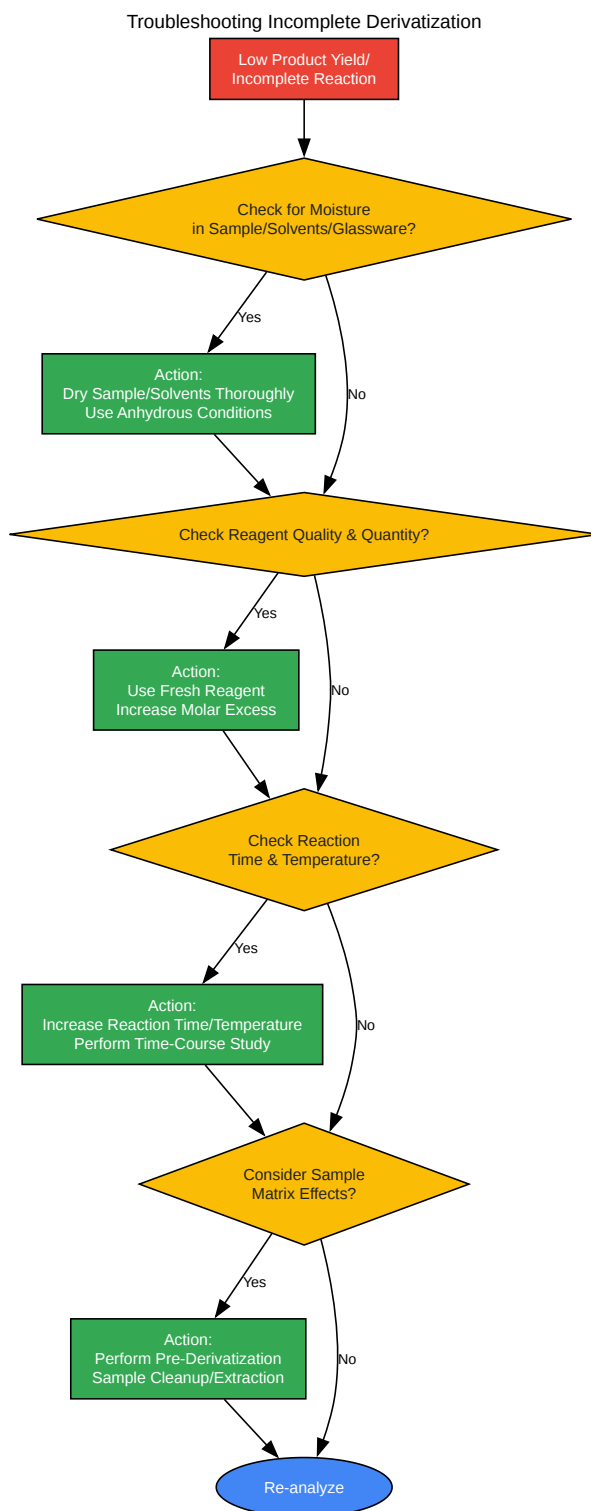 Troubleshooting Incomplete Derivatization
Low Product Yield/
Incomplete Reaction
Check for Moisture
in Sample/Solvents/Glassware?
Yes
Action:
Dry Sample/Solvents Thoroughly
Use Anhydrous Conditions
No
Check Reagent Quality & Quantity?
Yes
Action:
Use Fresh Reagent
Increase Molar Excess
No
Check Reaction
Time & Temperature?
Yes
Action:
Increase Reaction Time/Temperature
Perform Time-Course Study
No
Consider Sample
Matrix Effects?
Yes
Action:
Perform Pre-Derivatization
Sample Cleanup/Extraction
No
Re-analyze